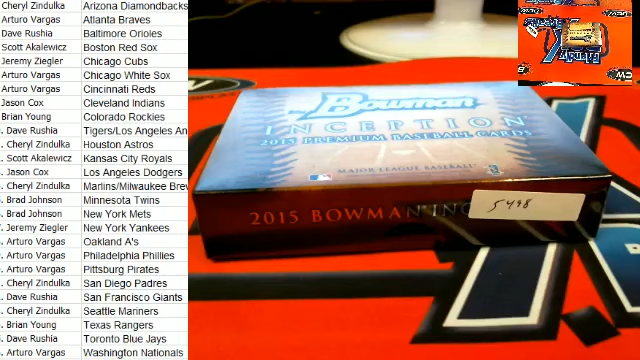 Cheryl Zindulka Arizona Diamondbacks
Arturo Vargas Atlanta Braves
Dave Rushia Baltimore Orioles
Scott Akalewicz Boston Red Sox
Jeremy Ziegler Chicago Cubs
Arturo Vargas Chicago White Sox
Arturo Vargas Cincinnati Reds
Jason Cox Cleveland Indians
Brian Young Colorado Rockies
Dave Rushia Tigers/Los Angeles An
Cheryl Zindulka Houston Astros
Scott Akalewicz Kansas City Royals
Jason Cox Los Angeles Dodgers
Cheryl Zindulka Marlins/Milwaukee Brew
Brad Johnson Minnesota Twins
Brad Johnson New York Mets
Jeremy Ziegler New York Yankees
Arturo Vargas Oakland A's
Arturo Vargas Philadelphia Phillies
Arturo Vargas Pittsburg Pirates
Cheryl Zindulka San Diego Padres
Dave Rushia San Francisco Giants
Cheryl Zindulka Seattle Mariners
Brian Young Texas Rangers
Dave Rushia Toronto Blue Jays
Arturo Vargas Washington Nationals
Bowman
INCEPTION
2015 PREMIUM BASEBALL CARDS
MAJOR LEAGUE BASEBALL
2015 BOWMAN INC
5498